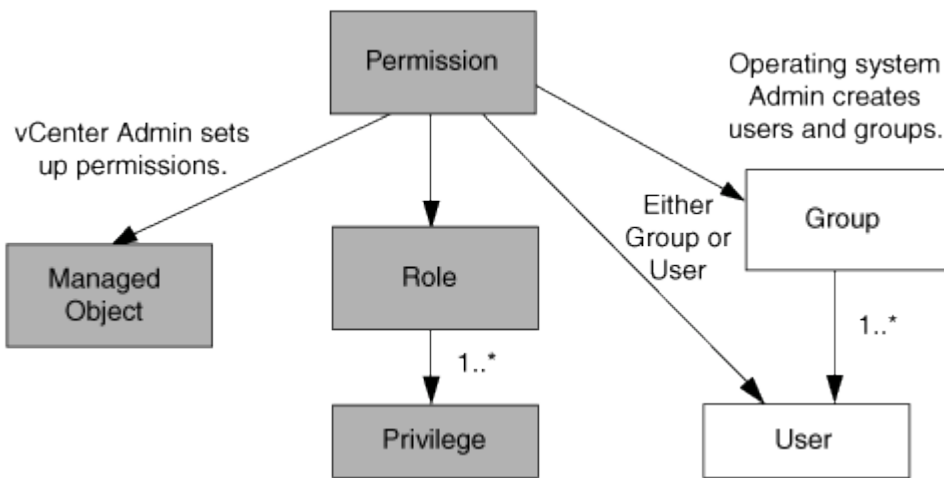 Permission
Operating system
Admin creates
users and groups.
vCenter Admin sets
up permissions.
Either
Group or
User
Group
Managed
Object
Role
1..*
1..*
Privilege
User